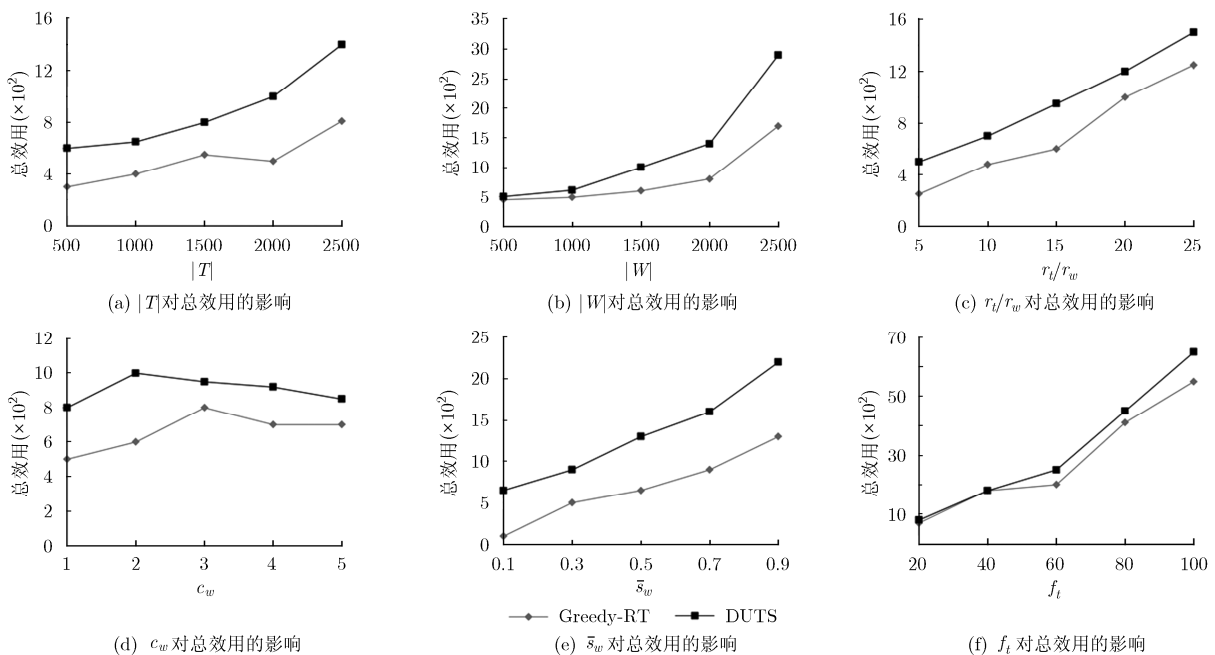 16
12
8
4
0
总效用(×10²)
500 1000 1500 2000 2500
|T|
(a) |T|对总效用的影响
35
30
25
20
15
10
5
0
总效用(×10²)
500 1000 1500 2000 2500
|W|
(b) |W|对总效用的影响
16
12
8
4
0
总效用(×10²)
5 10 15 20 25
r_t/r_w
(c) r_t/r_w 对总效用的影响
12
10
8
6
4
2
0
总效用(×10²)
1 2 3 4 5
c_w
(d) c_w 对总效用的影响
25
20
15
10
5
0
总效用(×10²)
0.1 0.3 0.5 0.7 0.9
s̅_w
Greedy-RT DUTS
(e) s̅_w 对总效用的影响
70
50
30
10
总效用(×10²)
20 40 60 80 100
f_t
(f) f_t 对总效用的影响